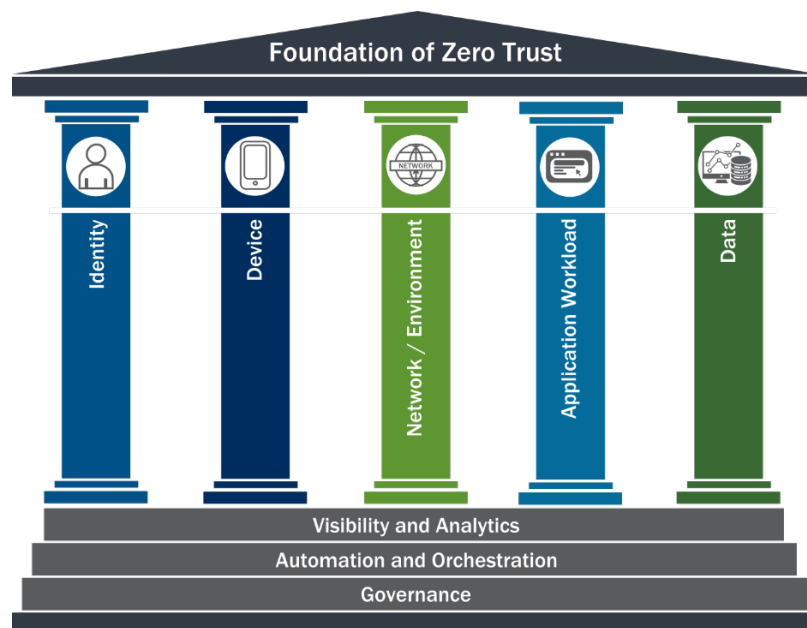 Foundation of Zero Trust
NETWORK
Identity
Device
Network / Environment
Application Workload
Data
Visibility and Analytics
Automation and Orchestration
Governance